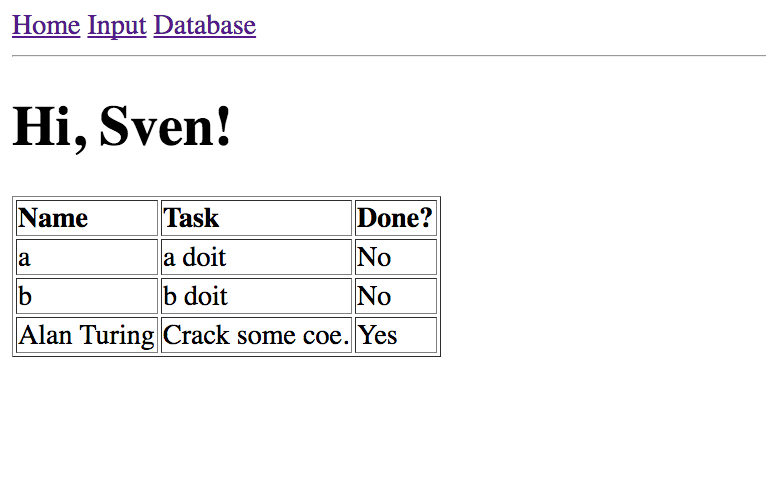 Home Input Database
Hi, Sven!
Name Task Done?
a a doit No
b b doit No
Alan Turing Crack some coe. Yes